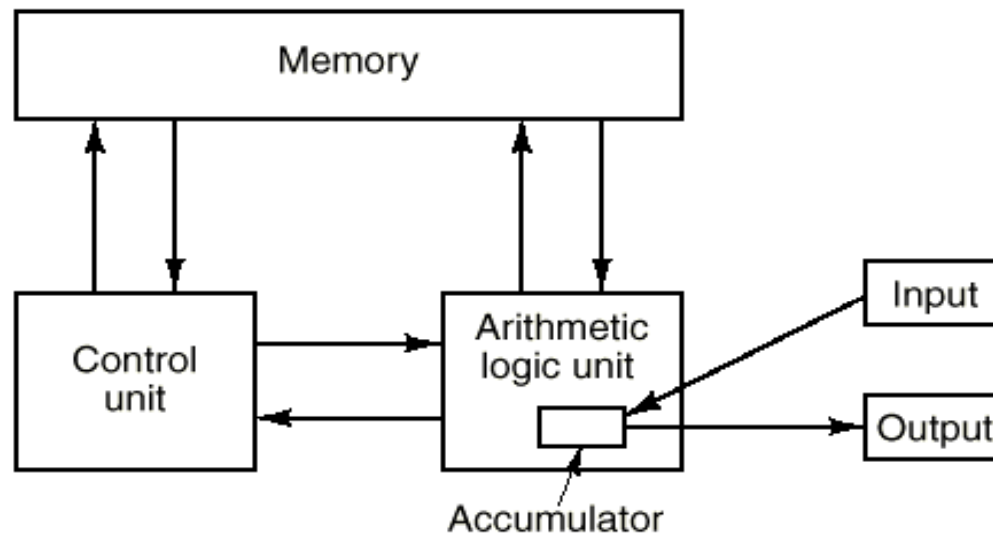 Memory
Control
unit
Arithmetic
logic unit
Input
Output
Accumulator